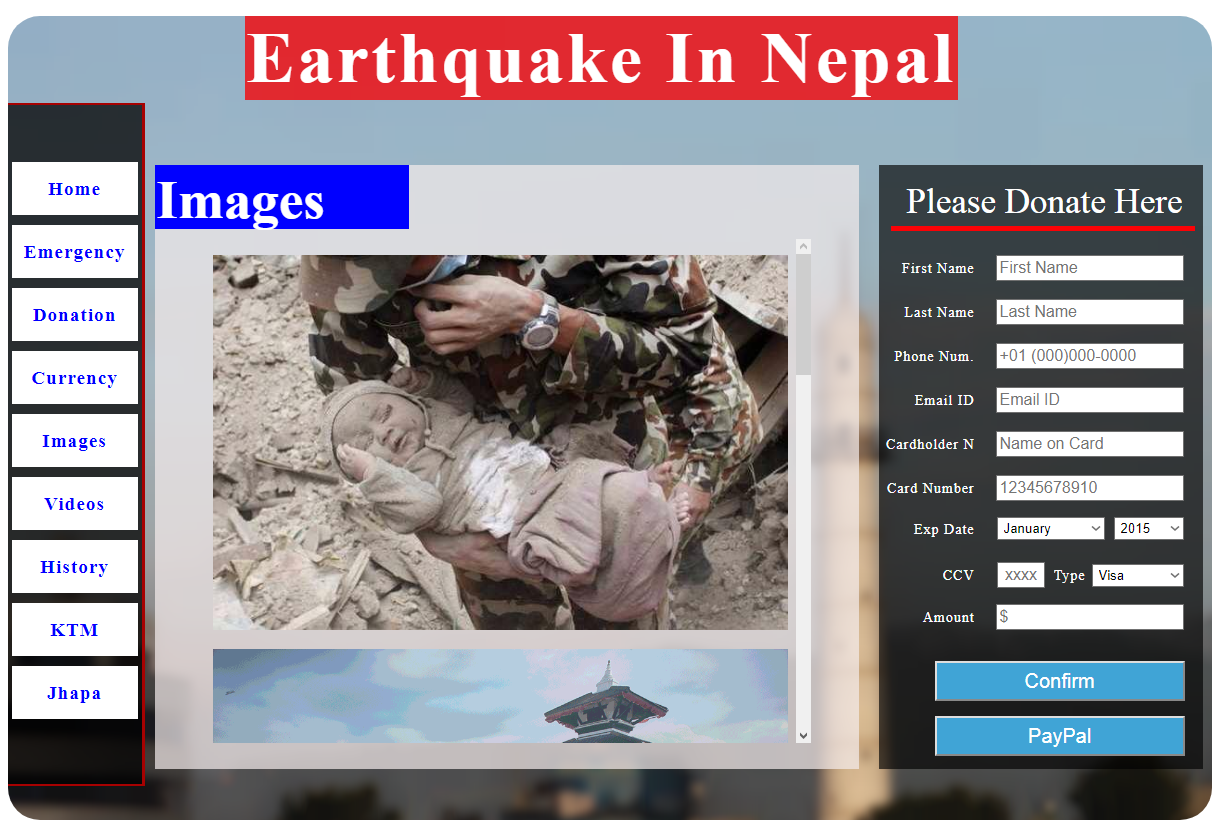 Earthquake In Nepal
Home
Emergency
Donation
Currency
Images
Videos
History
KTM
Jhapa
Images
Please Donate Here
First Name First Name
Last Name Last Name
Phone Num. +01 (000)000-0000
Email ID Email ID
Cardholder N Name on Card
Card Number 12345678910
Exp Date January 2015
CCV xxxx Type Visa
Amount $
Confirm
PayPal